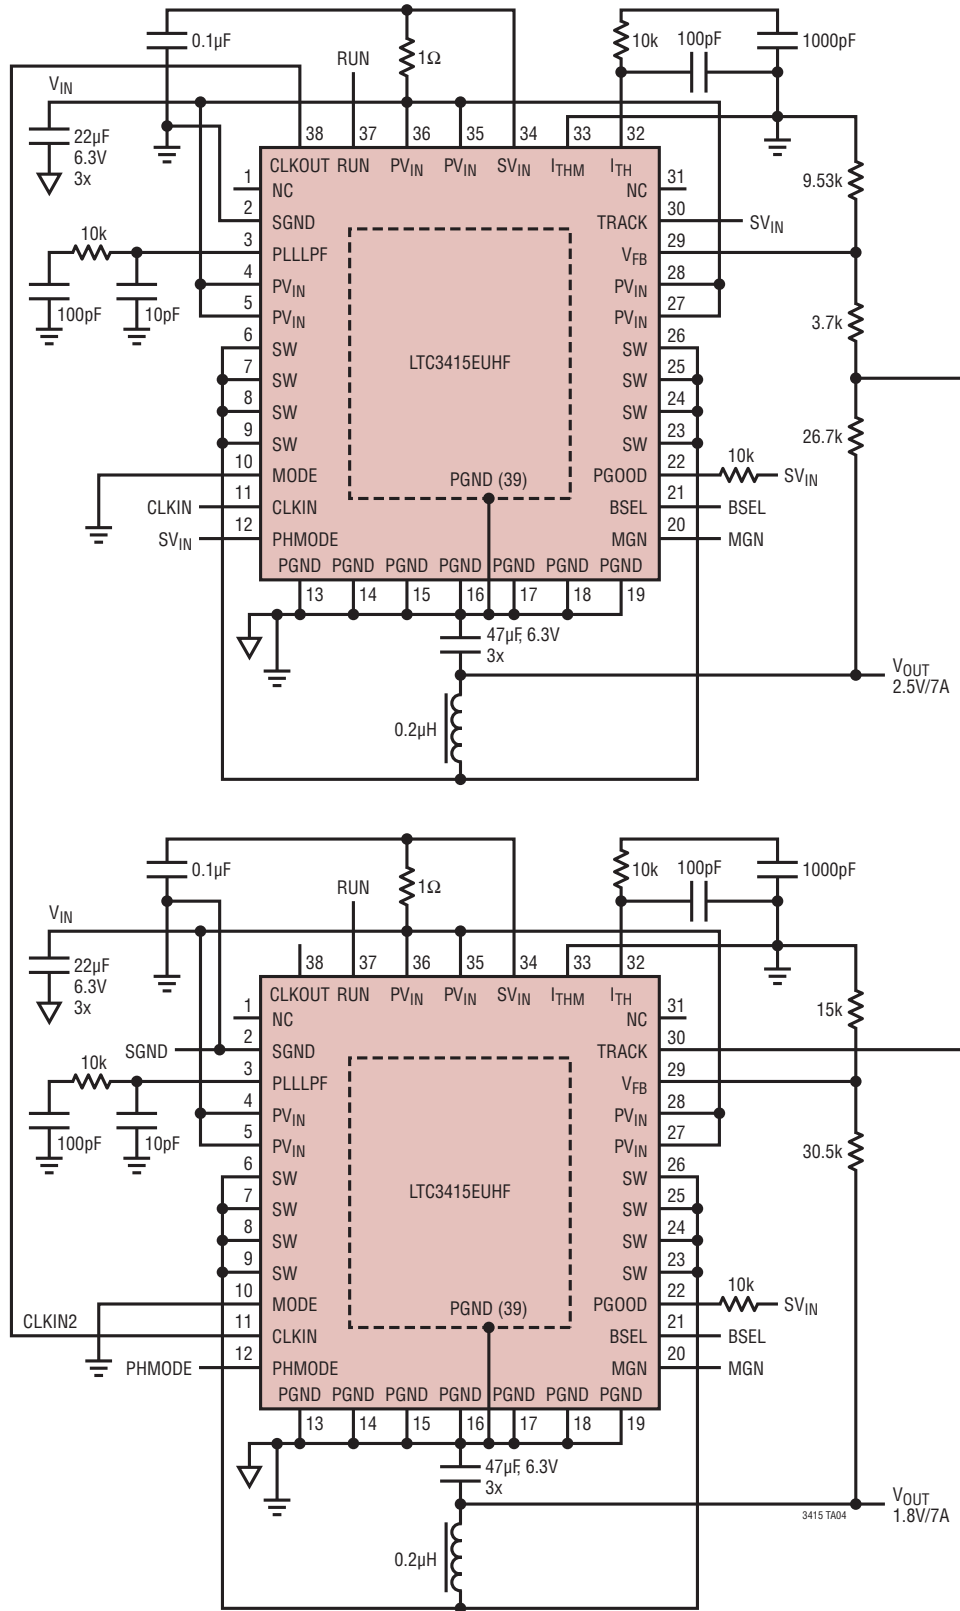 0.1µF
RUN
1Ω
10k
100pF
1000pF
VIN
22µF
6.3V
3x
38 37 36 35 34 33 32
CLKOUT RUN PVIN PVIN SVIN ITHM ITH
1 NC
NC 31
2 SGND
TRACK 30 SVIN
10k 3 PLLLPF
VFB 29
100pF 10pF
4 PVIN
PVIN 28
5 PVIN
PVIN 27
6 SW
SW 26
7 SW
SW 25
8 SW
SW 24
9 SW
SW 23
LTC3415EUHF
9.53k
3.7k
26.7k
10 MODE
PGOOD 22 10k SVIN
CLKIN 11 CLKIN
BSEL 21 BSEL
SVIN 12 PHMODE
MGN 20 MGN
PGND (39)
PGND PGND PGND PGND PGND PGND PGND
13 14 15 16 17 18 19
47µF, 6.3V
3x
0.2µH
VOUT
2.5V/7A
0.1µF
RUN
1Ω
10k
100pF
1000pF
VIN
22µF
6.3V
3x
38 37 36 35 34 33 32
CLKOUT RUN PVIN PVIN SVIN ITHM ITH
1 NC
NC 31
SGND 2 SGND
TRACK 30
10k 3 PLLLPF
VFB 29
100pF 10pF
4 PVIN
PVIN 28
5 PVIN
PVIN 27
6 SW
SW 26
7 SW
SW 25
8 SW
SW 24
9 SW
SW 23
LTC3415EUHF
15k
30.5k
10 MODE
PGOOD 22 10k SVIN
CLKIN2 11 CLKIN
BSEL 21 BSEL
PHMODE 12 PHMODE
MGN 20 MGN
PGND (39)
PGND PGND PGND PGND PGND PGND PGND
13 14 15 16 17 18 19
47µF, 6.3V
3x
0.2µH
VOUT
1.8V/7A
3415 TA04